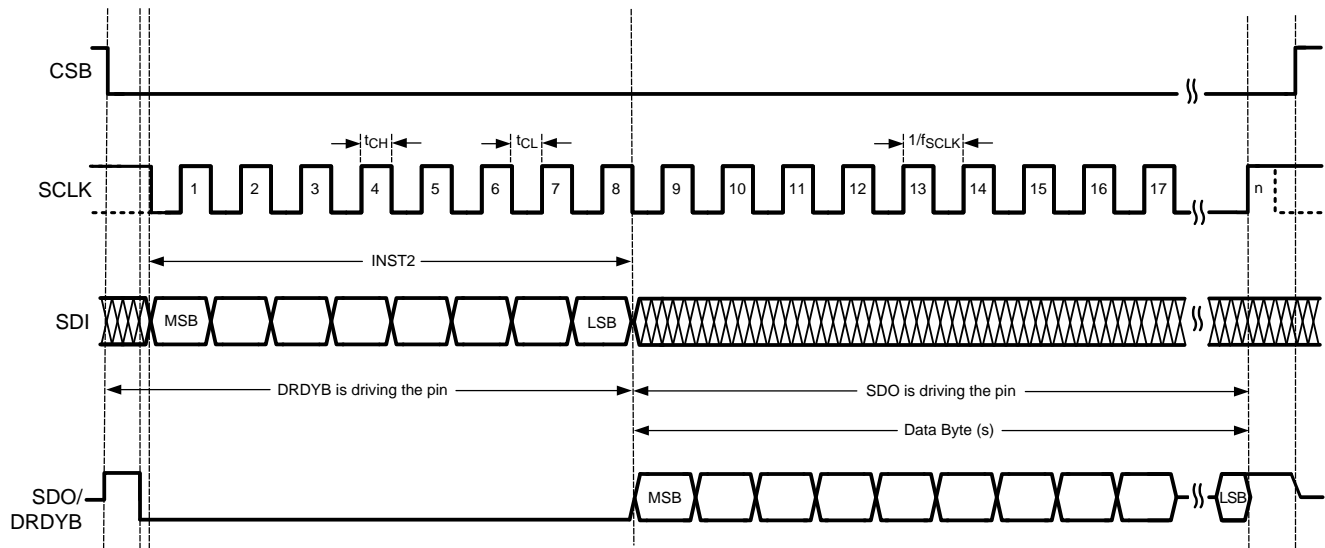 CSB
tCH
tCL
1/fSCLK
SCLK
1 2 3 4 5 6 7 8 9 10 11 12 13 14 15 16 17 n
INST2
SDI
MSB LSB
DRDYB is driving the pin SDO is driving the pin
Data Byte (s)
SDO/
DRDYB
MSB LSB